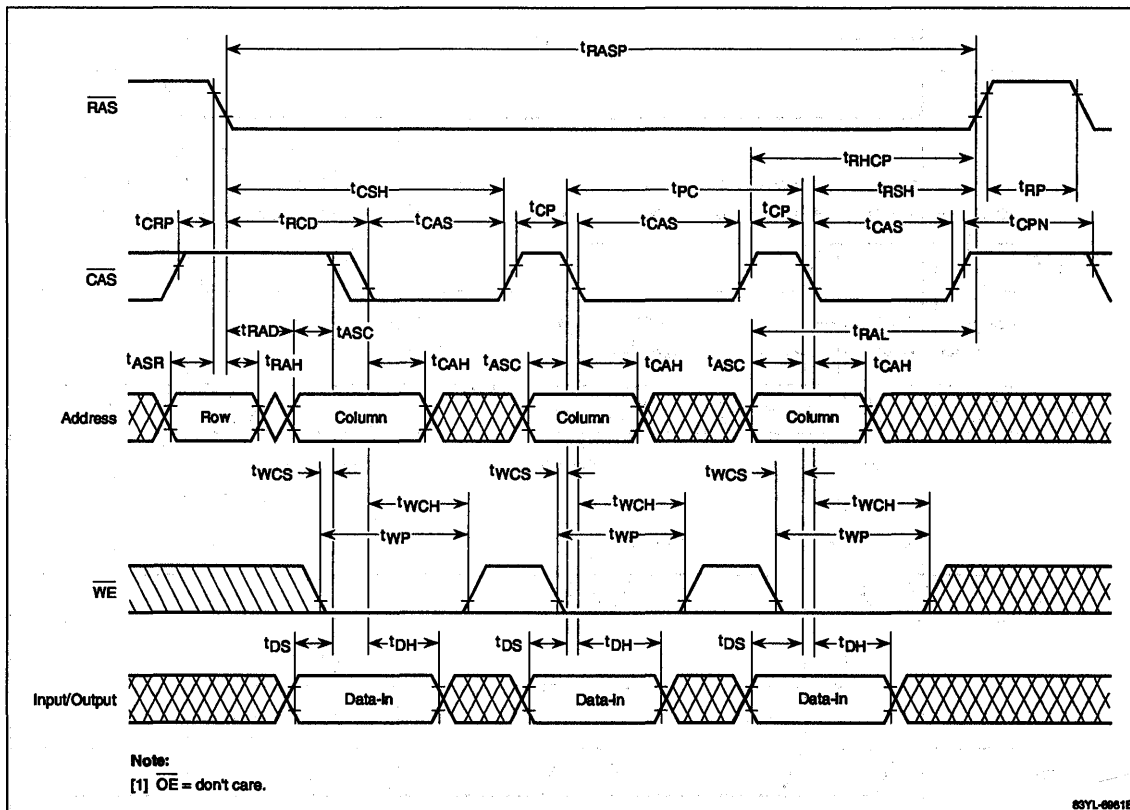 tRASP
RAS
tRHCP
tCSH
tPC
tRSH
tRP
tCRP
tRCD
tCAS
tCP
tCAS
tCP
tCAS
tCPN
CAS
tRAD
tASC
tRAL
tASR
tRAH
tCAH
tASC
tCAH
tASC
tCAH
Address
Row
Column
Column
Column
tWCS
tWCS
tWCS
tWCH
tWCH
tWCH
tWP
tWP
tWP
WE
tDS
tDH
tDS
tDH
tDS
tDH
Input/Output
Data-In
Data-In
Data-In
Note:
[1] OE = don't care.